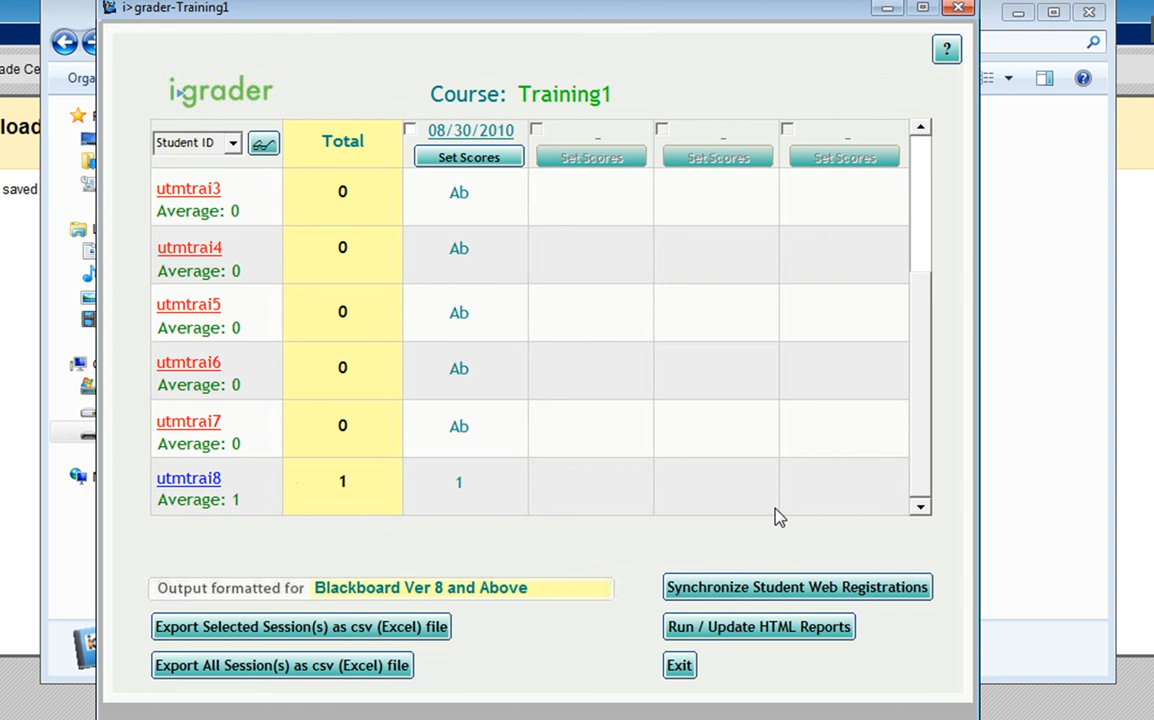 i>grader-Training1
ade Ce
Orga
load
saved
?
i>grader
Course: Training1
Student ID
Total
08/30/2010
-
-
-
Set Scores
Set Scores
Set Scores
Set Scores
utmtrai3
Average: 0
0
Ab
utmtrai4
Average: 0
0
Ab
utmtrai5
Average: 0
0
Ab
utmtrai6
Average: 0
0
Ab
utmtrai7
Average: 0
0
Ab
utmtrai8
Average: 1
1
1
Output formatted for Blackboard Ver 8 and Above
Synchronize Student Web Registrations
Export Selected Session(s) as csv (Excel) file
Run / Update HTML Reports
Export All Session(s) as csv (Excel) file
Exit